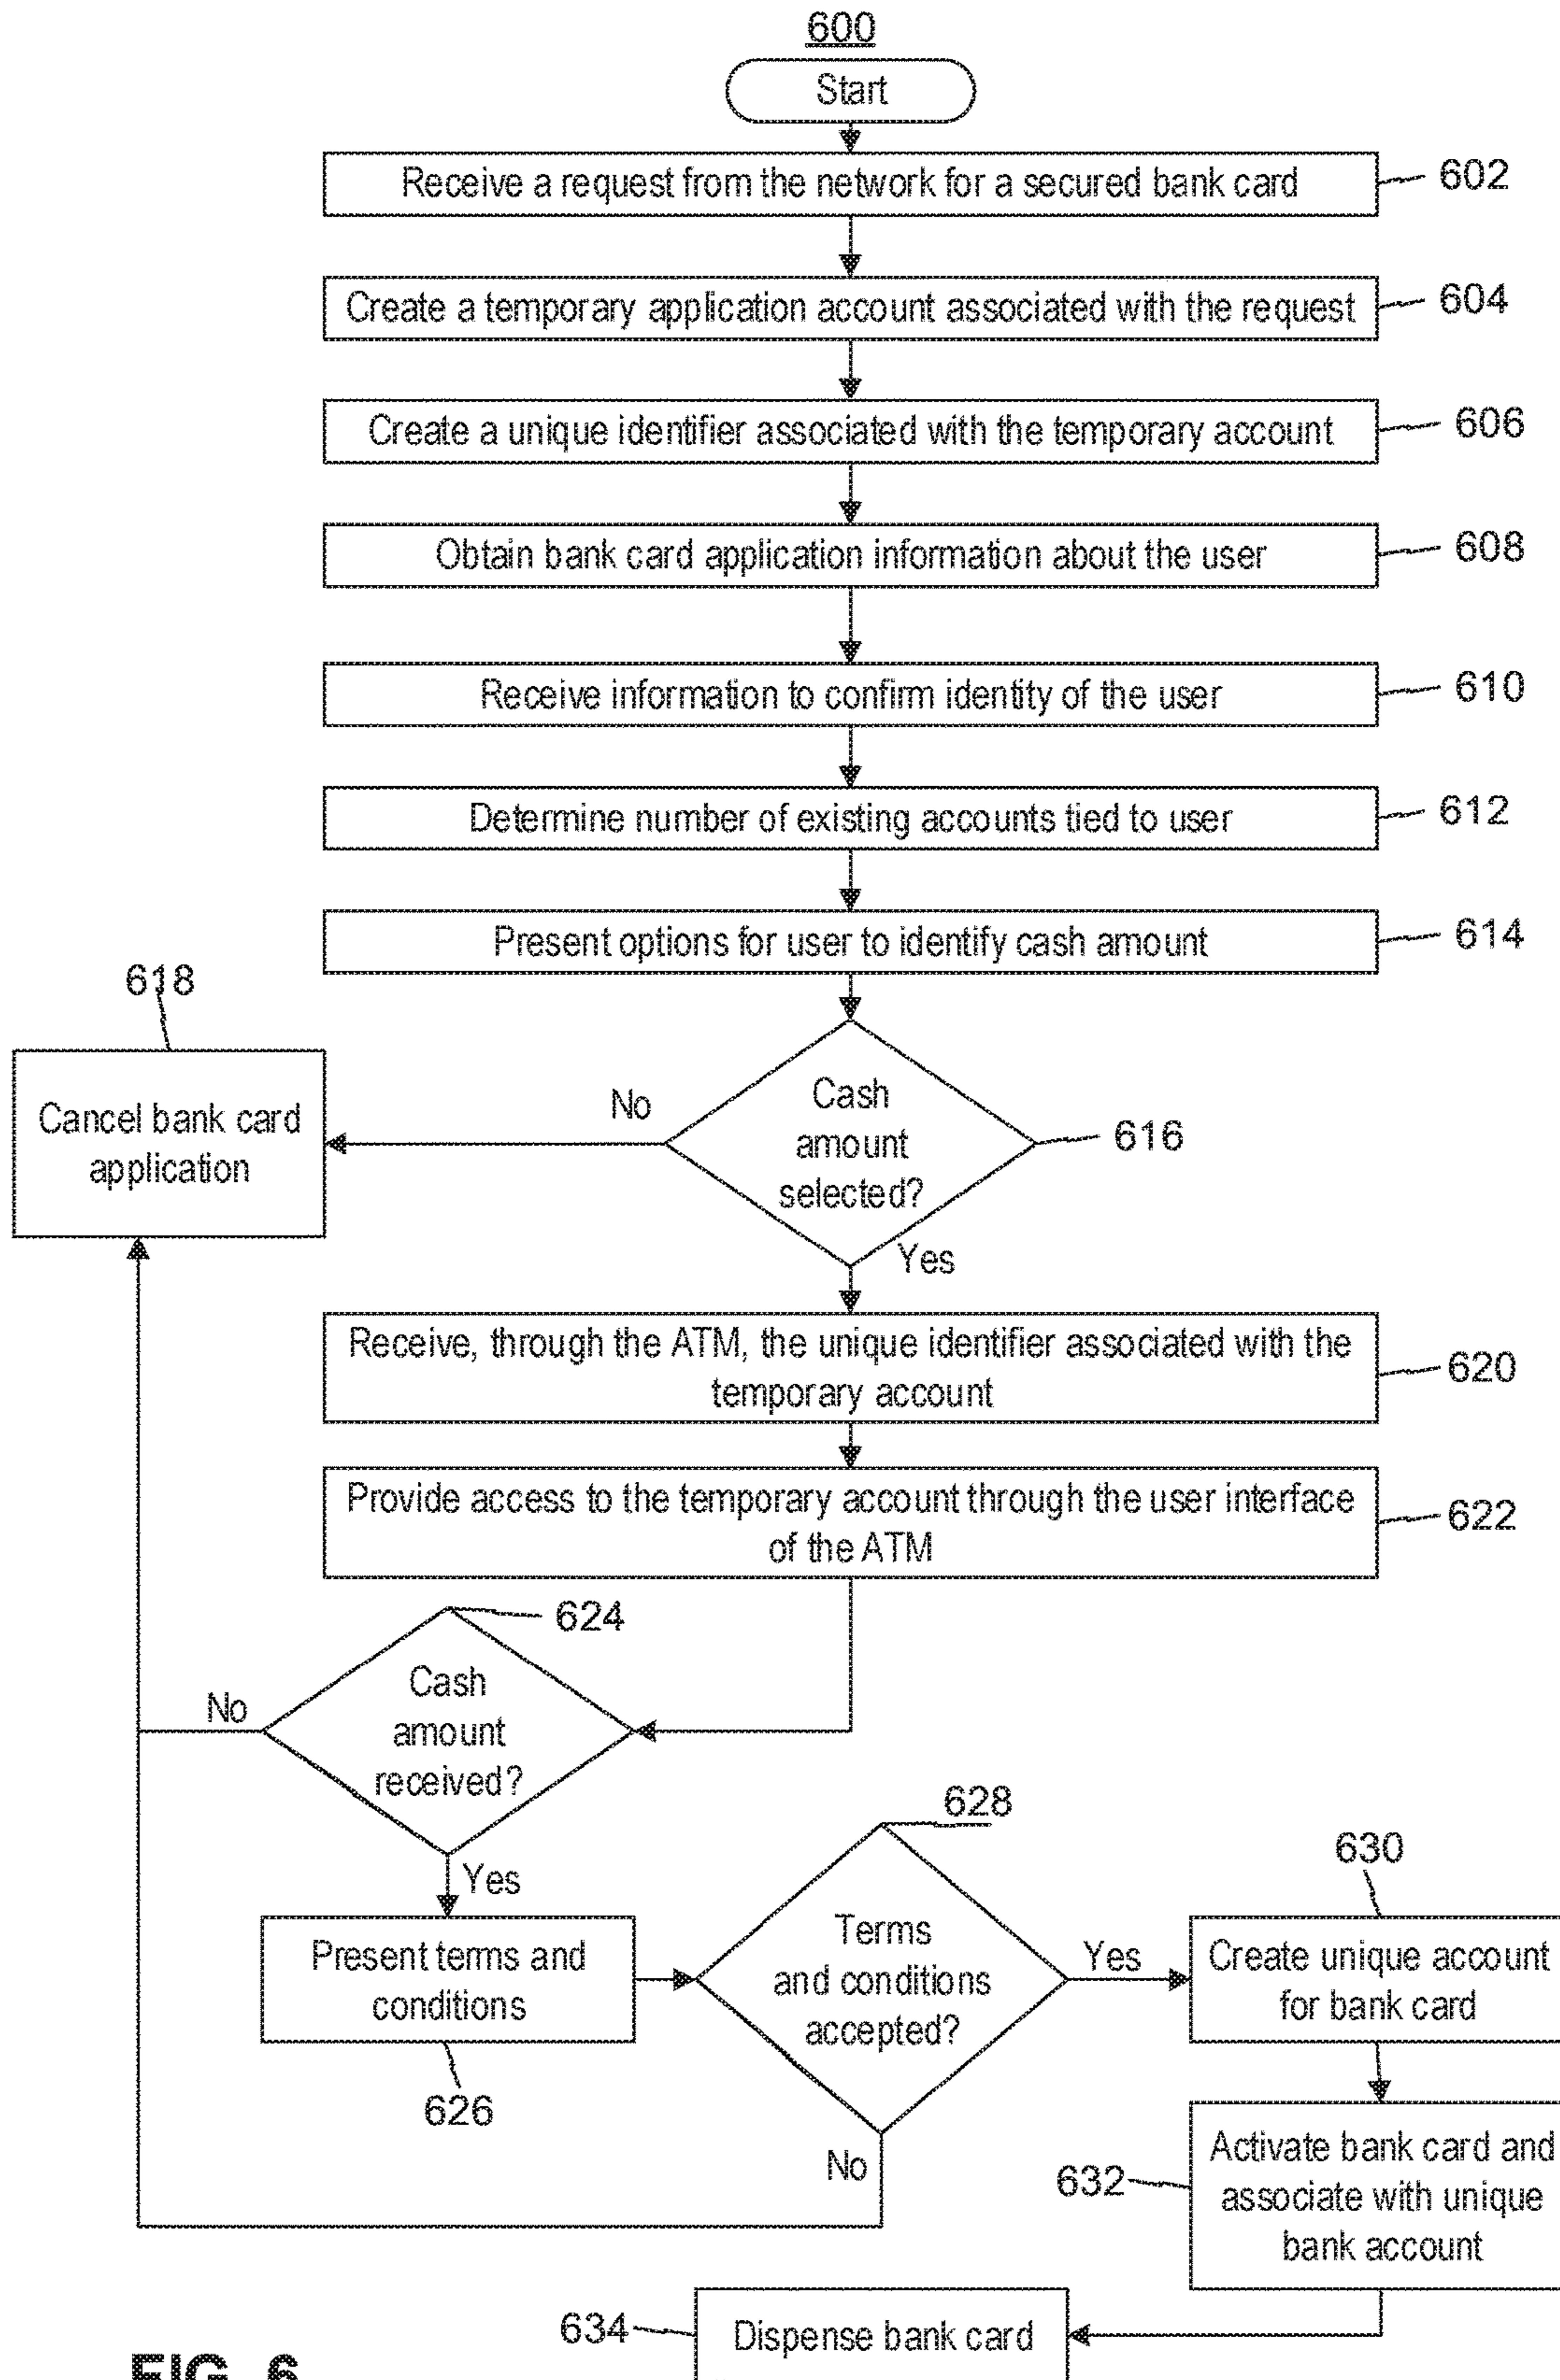 600
Start
Receive a request from the network for a secured bank card
602
Create a temporary application account associated with the request
604
Create a unique identifier associated with the temporary account
606
Obtain bank card application information about the user
608
Receive information to confirm identity of the user
610
Determine number of existing accounts tied to user
612
Present options for user to identify cash amount
614
618
Cancel bank card
application
No
Cash
amount
selected?
616
Yes
Receive, through the ATM, the unique identifier associated with the
temporary account
620
Provide access to the temporary account through the user interface
of the ATM
622
624
Cash
amount
received?
No
Yes
628
630
Present terms and
conditions
626
Terms
and conditions
accepted?
Yes
No
Create unique account
for bank card
632
Activate bank card and
associate with unique
bank account
634
Dispense bank card
FIG. 6